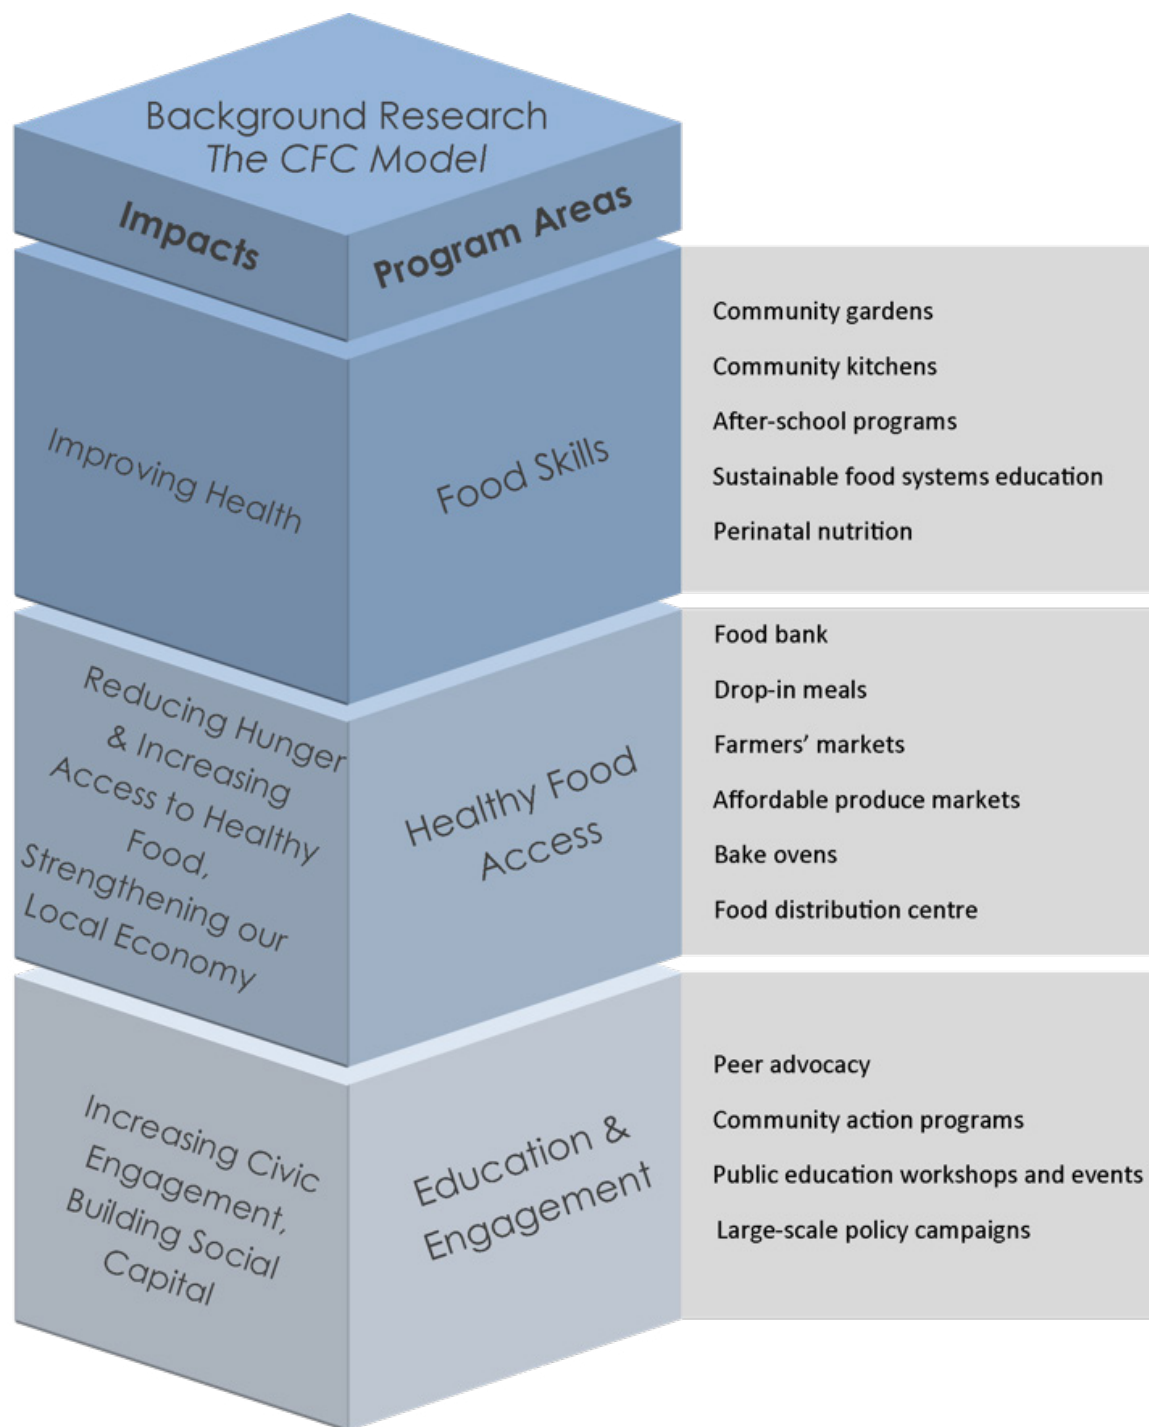 Background Research
The CFC Model
Impacts
Program Areas
Improving Health
Food Skills
Community gardens
Community kitchens
After-school programs
Sustainable food systems education
Perinatal nutrition
Reducing Hunger
& Increasing
Access to Healthy
Food,
Strengthening our
Local Economy
Healthy Food
Access
Food bank
Drop-in meals
Farmers’ markets
Affordable produce markets
Bake ovens
Food distribution centre
Increasing Civic
Engagement,
Building Social
Capital
Education &
Engagement
Peer advocacy
Community action programs
Public education workshops and events
Large-scale policy campaigns